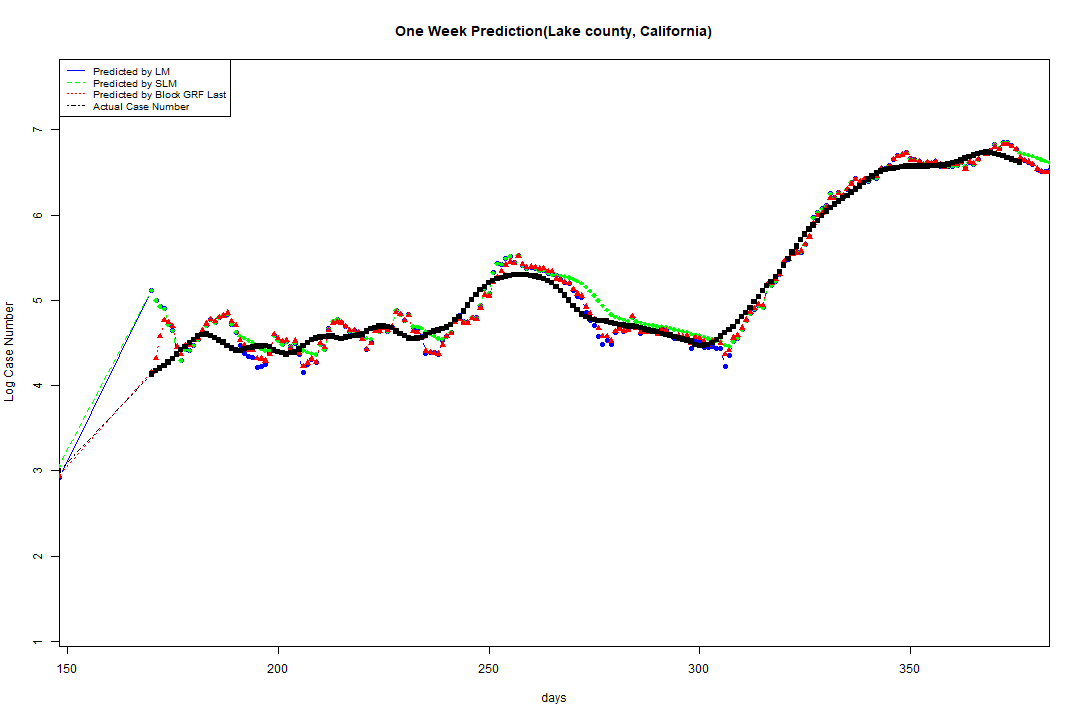 One Week Prediction(Lake county, California)
Predicted by LM
Predicted by SLM
Predicted by Block GRF Last
Actual Case Number
Log Case Number
7
6
5
4
3
2
1
150 200 250 300 350
days